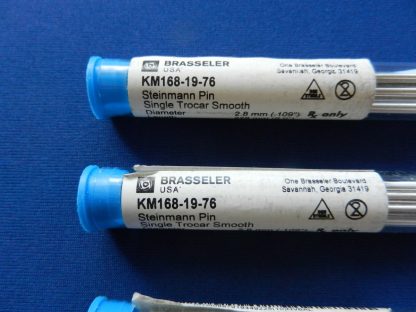 BRASSELER
USA
One Brasseler Boulevard
Savannah, Georgia 31419
KM168-19-76
Steinmann Pin
Single Trocar Smooth
Diameter 2.8 mm (.109") Rx only
BRASSELER
USA
One Brasseler Boulevard
Savannah, Georgia 31419
KM168-19-76
Steinmann Pin
Single Trocar Smooth